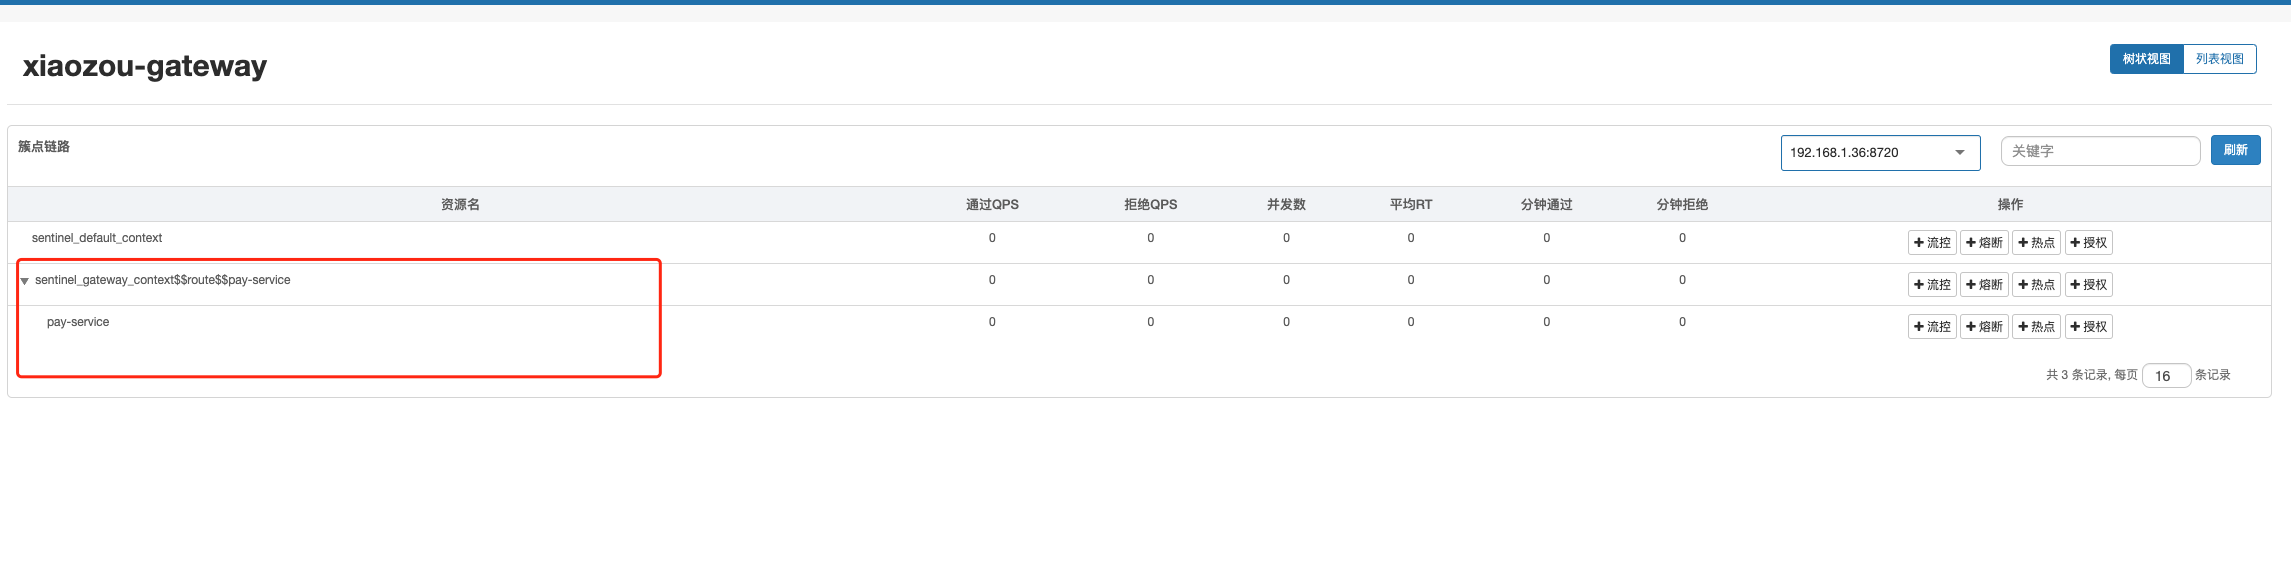 xiaozou-gateway
树状视图 列表视图
簇点链路 192.168.1.36:8720 关键字 刷新
资源名 通过QPS 拒绝QPS 并发数 平均RT 分钟通过 分钟拒绝 操作
sentinel_default_context 0 0 0 0 0 0 +流控 +熔断 +热点 +授权
sentinel_gateway_context$$route$$pay-service 0 0 0 0 0 0 +流控 +熔断 +热点 +授权
pay-service 0 0 0 0 0 0 +流控 +熔断 +热点 +授权
共 3 条记录, 每页 16 条记录